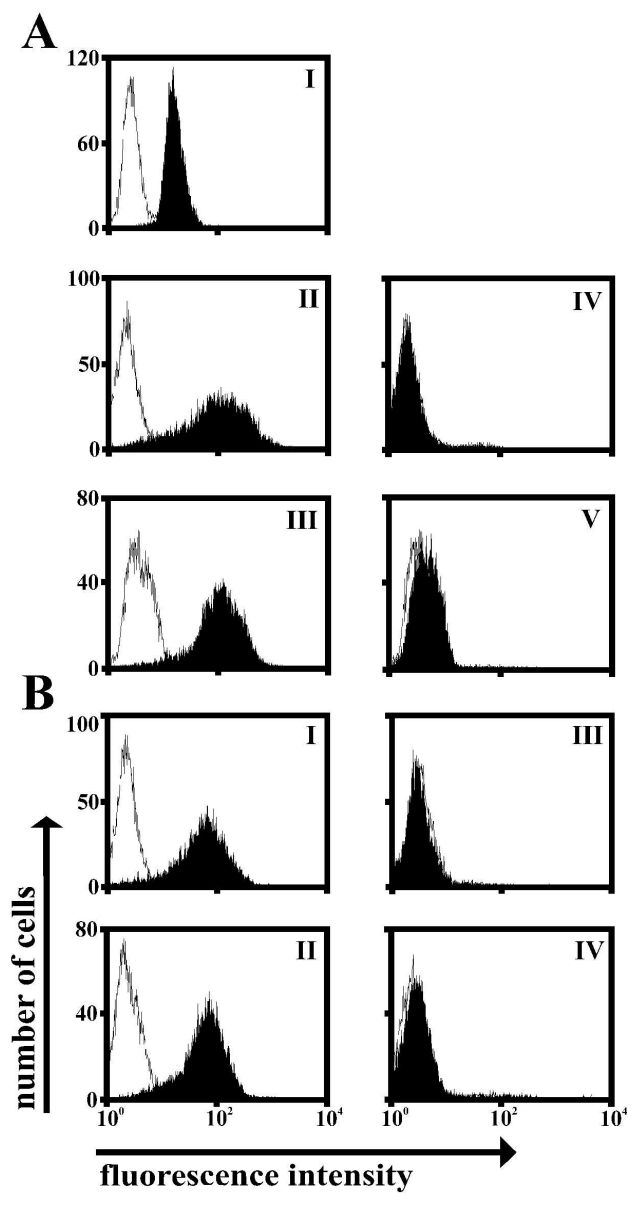 A
120
I
60
0
100
II
IV
50
0
80
III
V
40
0
B
100
I
III
50
0
80
II
IV
40
0
10⁰ 10² 10⁴ 10⁰ 10² 10⁴
number of cells
fluorescence intensity